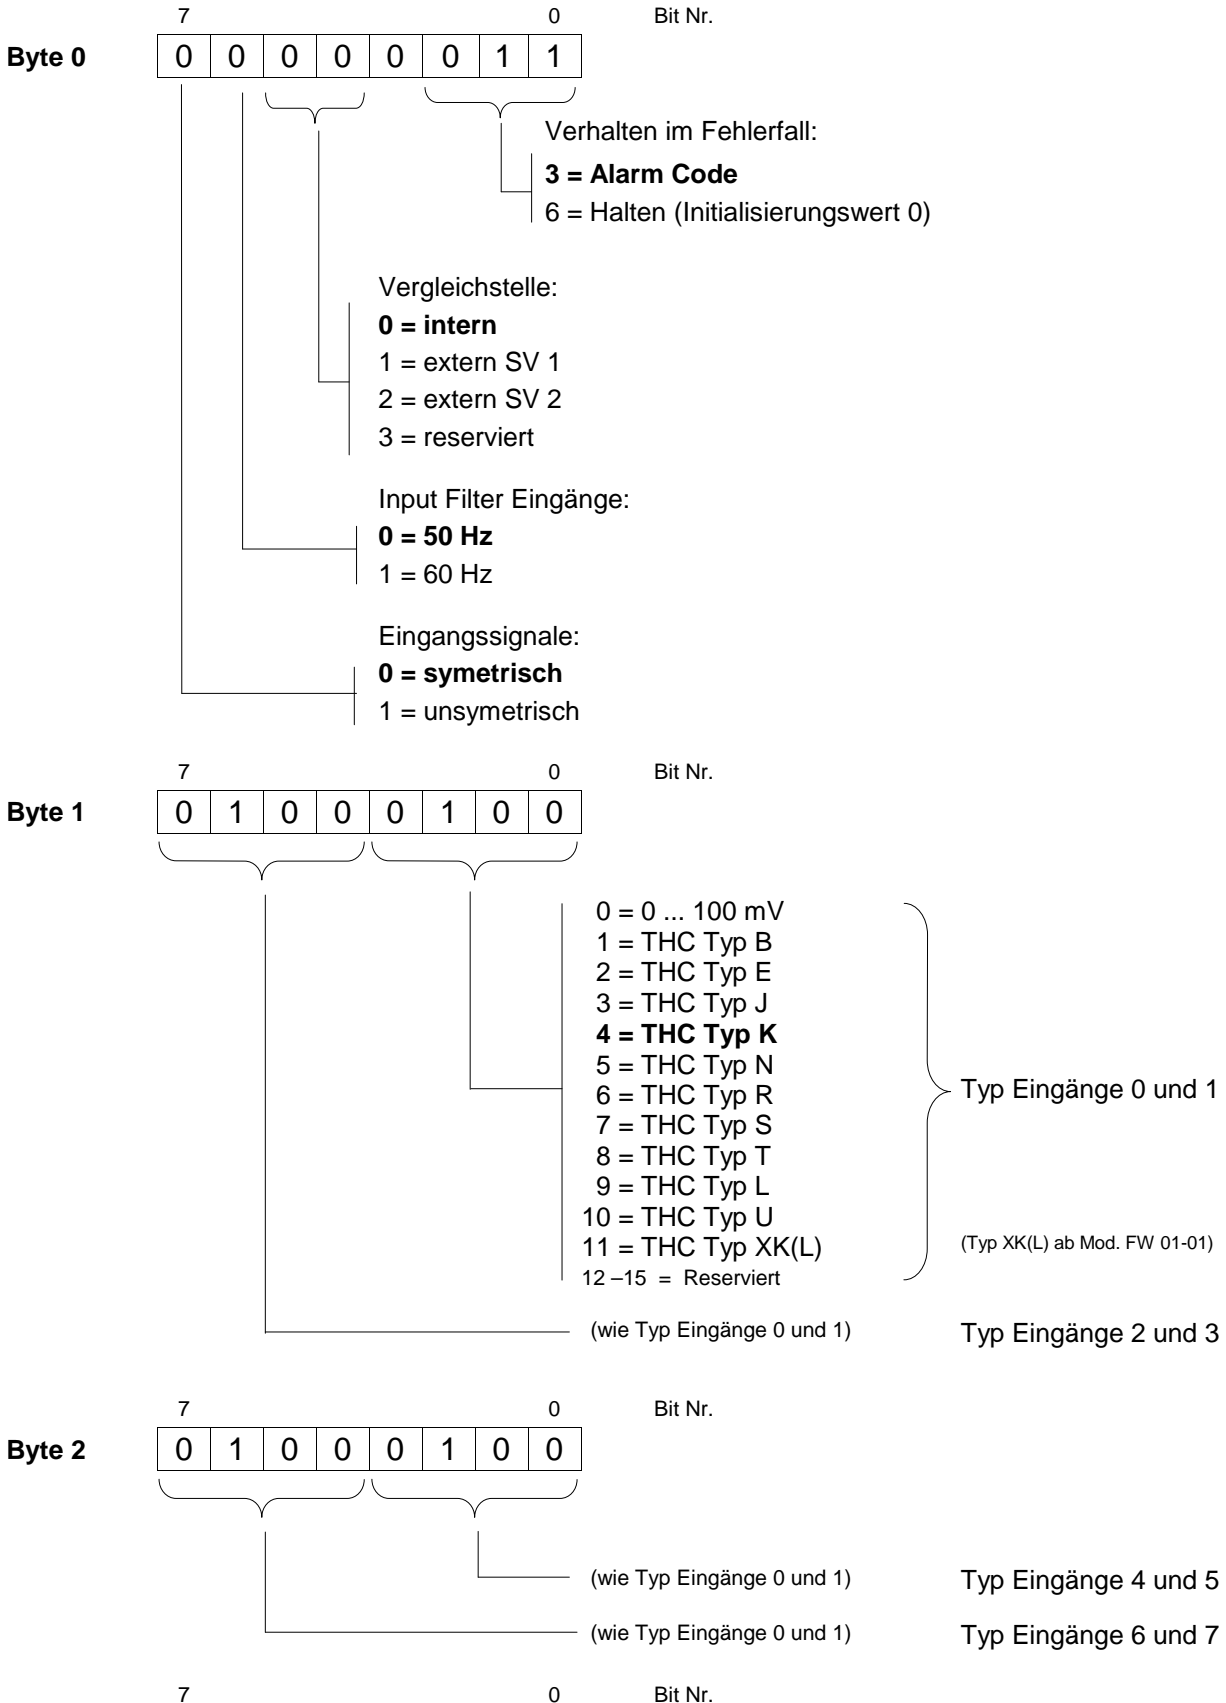 7 0 Bit Nr.
Byte 0 0 0 0 0 0 0 1 1
Verhalten im Fehlerfall:
3 = Alarm Code
6 = Halten (Initialisierungswert 0)
Vergleichstelle:
0 = intern
1 = extern SV 1
2 = extern SV 2
3 = reserviert
Input Filter Eingänge:
0 = 50 Hz
1 = 60 Hz
Eingangssignale:
0 = symetrisch
1 = unsymetrisch
7 0 Bit Nr.
Byte 1 0 1 0 0 0 1 0 0
0 = 0 ... 100 mV
1 = THC Typ B
2 = THC Typ E
3 = THC Typ J
4 = THC Typ K
5 = THC Typ N
6 = THC Typ R Typ Eingänge 0 und 1
7 = THC Typ S
8 = THC Typ T
9 = THC Typ L
10 = THC Typ U
11 = THC Typ XK(L) (Typ XK(L) ab Mod. FW 01-01)
12 –15 = Reserviert
(wie Typ Eingänge 0 und 1) Typ Eingänge 2 und 3
7 0 Bit Nr.
Byte 2 0 1 0 0 0 1 0 0
(wie Typ Eingänge 0 und 1) Typ Eingänge 4 und 5
(wie Typ Eingänge 0 und 1) Typ Eingänge 6 und 7
7 0 Bit Nr.